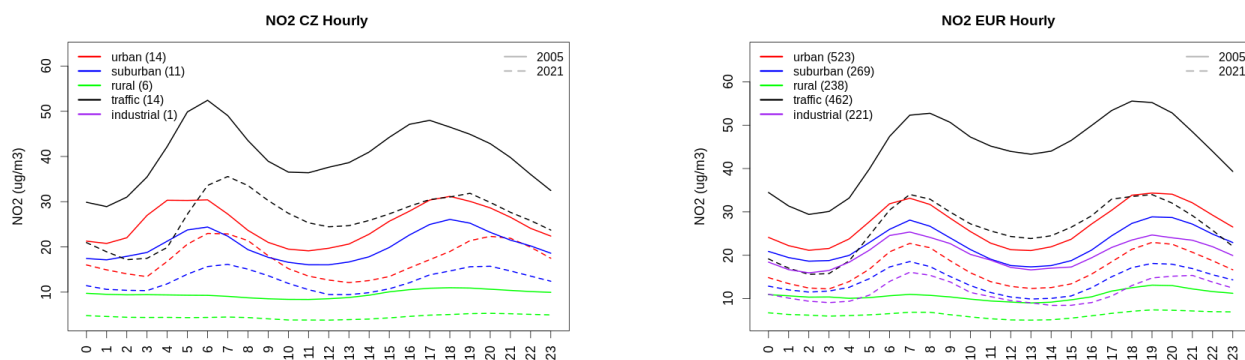 NO2 CZ Hourly
urban (14)
suburban (11)
rural (6)
traffic (14)
industrial (1)
2005
2021
NO2 (ug/m3)
60
50
40
30
20
10
0 1 2 3 4 5 6 7 8 9 10 11 12 13 14 15 16 17 18 19 20 21 22 23
NO2 EUR Hourly
urban (523)
suburban (269)
rural (238)
traffic (462)
industrial (221)
2005
2021
NO2 (ug/m3)
60
50
40
30
20
10
0 1 2 3 4 5 6 7 8 9 10 11 12 13 14 15 16 17 18 19 20 21 22 23